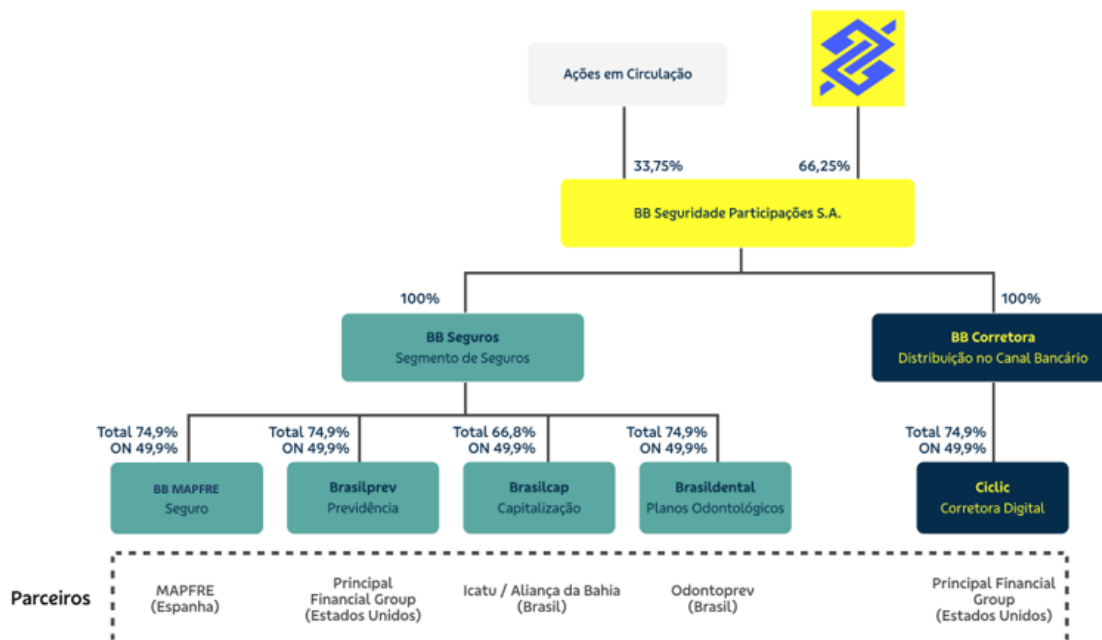 Ações em Circulação
33,75%
66,25%
BB Seguridade Participações S.A.
100%
100%
BB Seguros
Segmento de Seguros
BB Corretora
Distribuição no Canal Bancário
Total 74,9%
ON 49,9%
Total 74,9%
ON 49,9%
Total 66,8%
ON 49,9%
Total 74,9%
ON 49,9%
Total 74,9%
ON 49,9%
BB MAPFRE
Seguro
Brasilprev
Previdência
Brasilcap
Capitalização
Brasildental
Planos Odontológicos
Ciclic
Corretora Digital
Parceiros
MAPFRE
(Espanha)
Principal
Financial Group
(Estados Unidos)
Icatu / Aliança da Bahia
(Brasil)
Odontoprev
(Brasil)
Principal Financial
Group
(Estados Unidos)